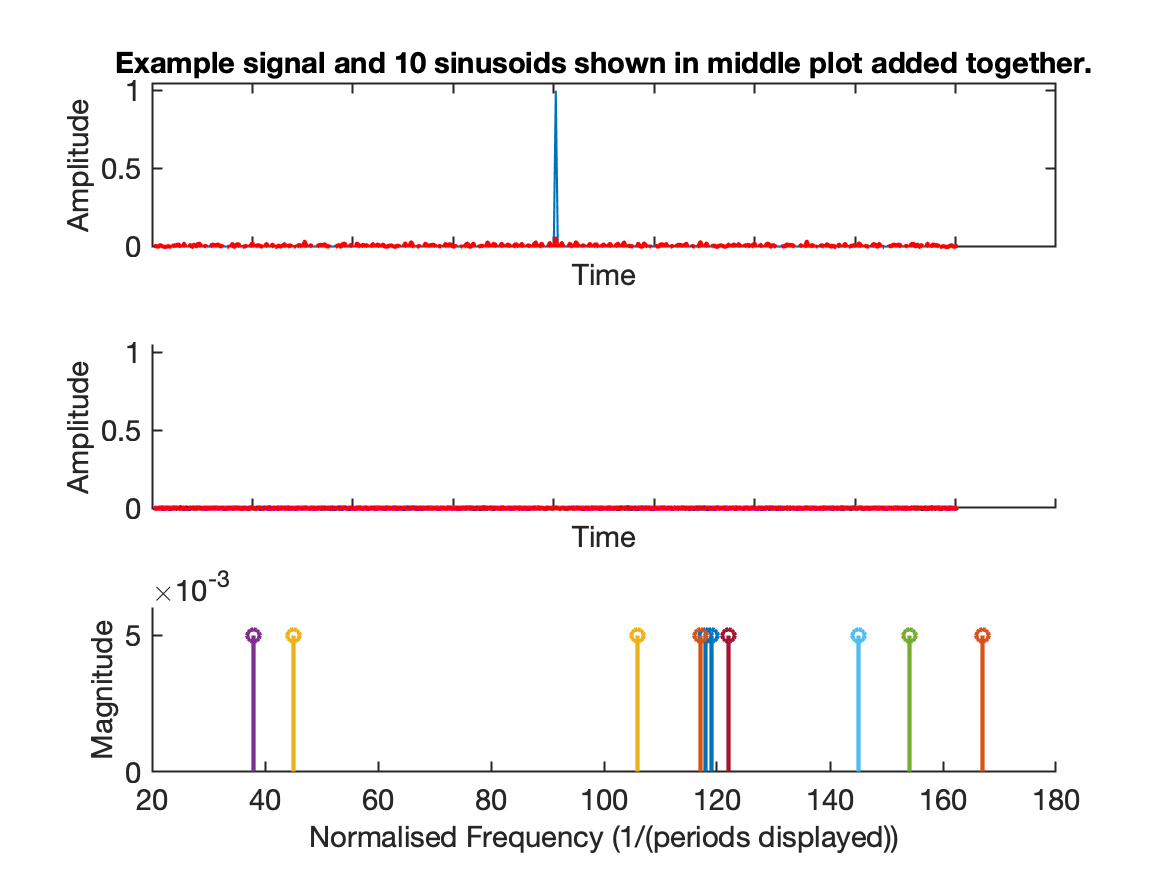 Example signal and 10 sinusoids shown in middle plot added together.
1
0.5
0
Amplitude
Time
1
0.5
0
Amplitude
Time
×10-3
5
0
Magnitude
20 40 60 80 100 120 140 160 180
Normalised Frequency (1/(periods displayed))